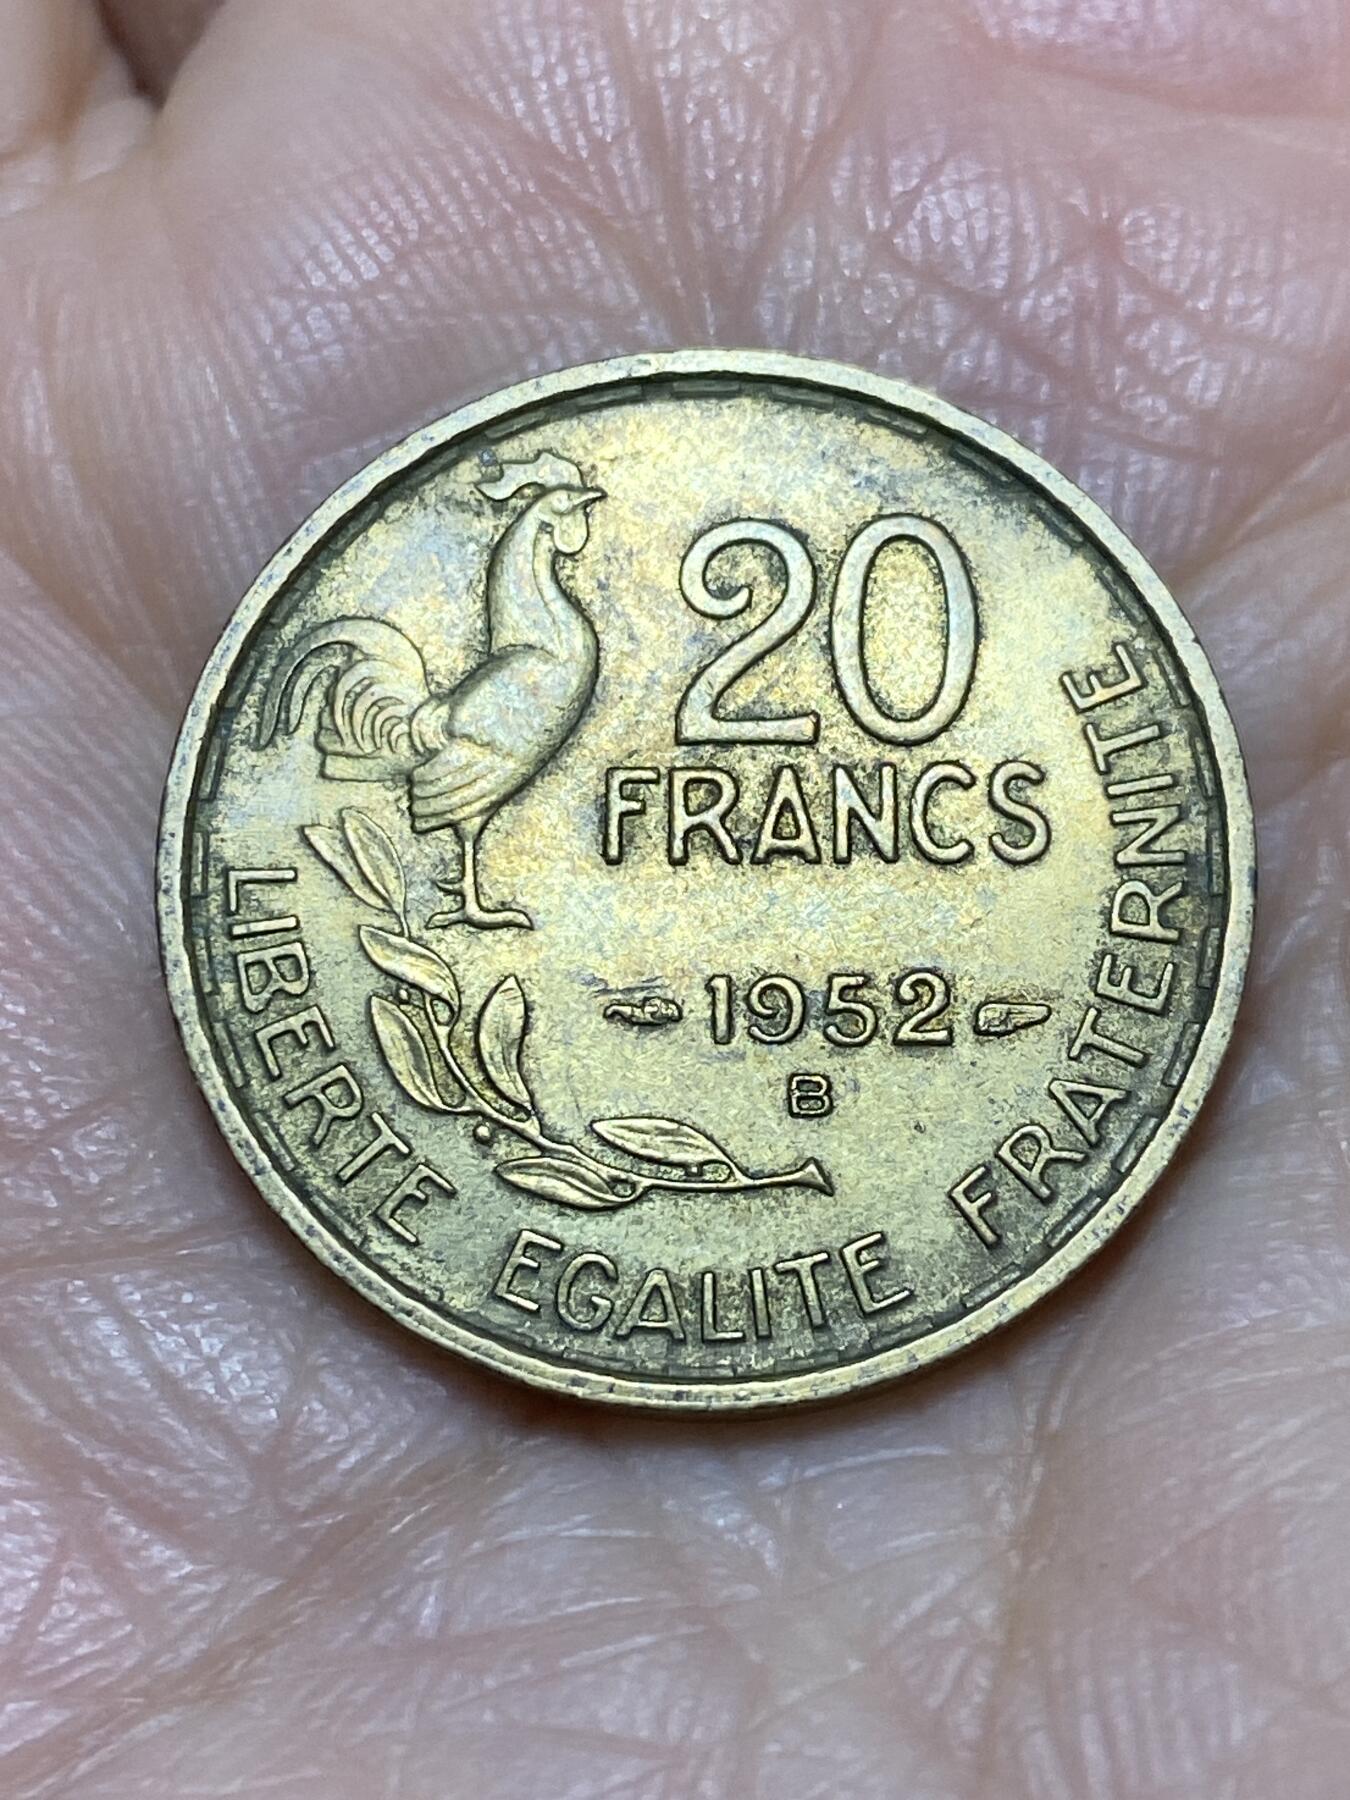 20
FRANCS
1952
B
LIBERTE EGALITE FRATERNITE